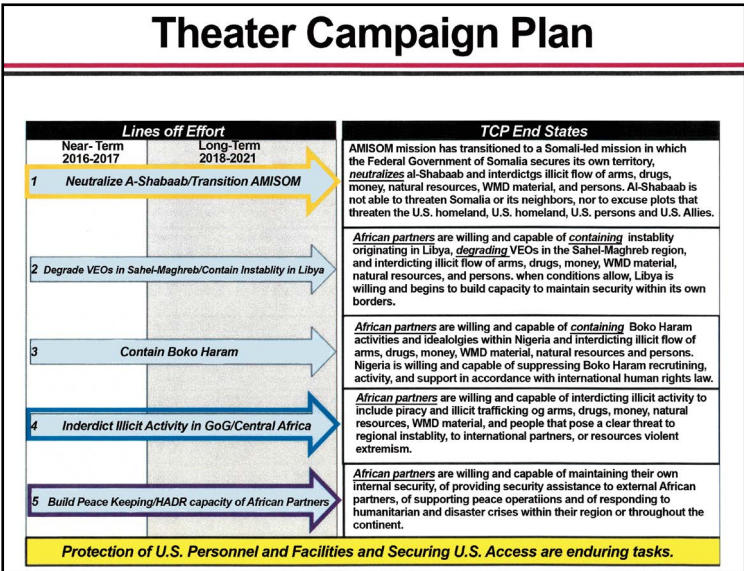 Theater Campaign Plan
Lines off Effort
TCP End States
Near- Term
2016-2017
Long-Term
2018-2021
1 Neutralize A-Shabaab/Transition AMISOM
AMISOM mission has transitioned to a Somali-led mission in which
the Federal Government of Somalia secures its own territory,
neutralizes al-Shabaab and interdictgs illicit flow of arms, drugs,
money, natural resources, WMD material, and persons. Al-Shabaab is
not able to threaten Somalia or its neighbors, nor to excuse plots that
threaten the U.S. homeland, U.S. homeland, U.S. persons and U.S. Allies.
2 Degrade VEOs in Sahel-Maghreb/Contain Instablity in Libya
African partners are willing and capable of containing instablity
originating in Libya, degrading VEOs in the Sahel-Maghreb region,
and interdicting illicit flow of arms, drugs, money, WMD material,
natural resources, and persons. when conditions allow, Libya is
willing and begins to build capacity to maintain security within its own
borders.
3 Contain Boko Haram
African partners are willing and capable of containing Boko Haram
activities and idealolgies within Nigeria and interdicting illicit flow of
arms, drugs, money, WMD material, natural resources and persons.
Nigeria is willing and capable of suppressing Boko Haram recrutining,
activity, and support in accordance with international human rights law.
4 Inderdict Illicit Activity in GoG/Central Africa
African partners are willing and capable of interdicting illicit activity to
include piracy and illicit trafficking og arms, drugs, money, natural
resources, WMD material, and people that pose a clear threat to
regional instablity, to international partners, or resources violent
extremism.
5 Build Peace Keeping/HADR capacity of African Partners
African partners are willing and capable of maintaining their own
internal security, of providing security assistance to external African
partners, of supporting peace operatiions and of responding to
humanitarian and disaster crises within their region or throughout the
continent.
Protection of U.S. Personnel and Facilities and Securing U.S. Access are enduring tasks.